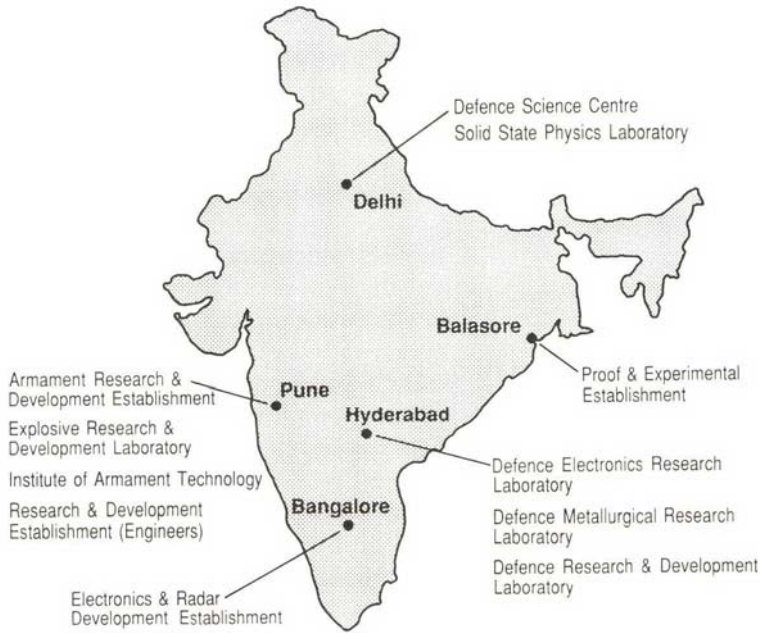 Defence Science Centre
Solid State Physics Laboratory
Delhi
Balasore
Proof & Experimental
Establishment
Armament Research &
Development Establishment
Explosive Research &
Development Laboratory
Institute of Armament Technology
Research & Development
Establishment (Engineers)
Pune
Hyderabad
Defence Electronics Research
Laboratory
Defence Metallurgical Research
Laboratory
Defence Research & Development
Laboratory
Bangalore
Electronics & Radar
Development Establishment